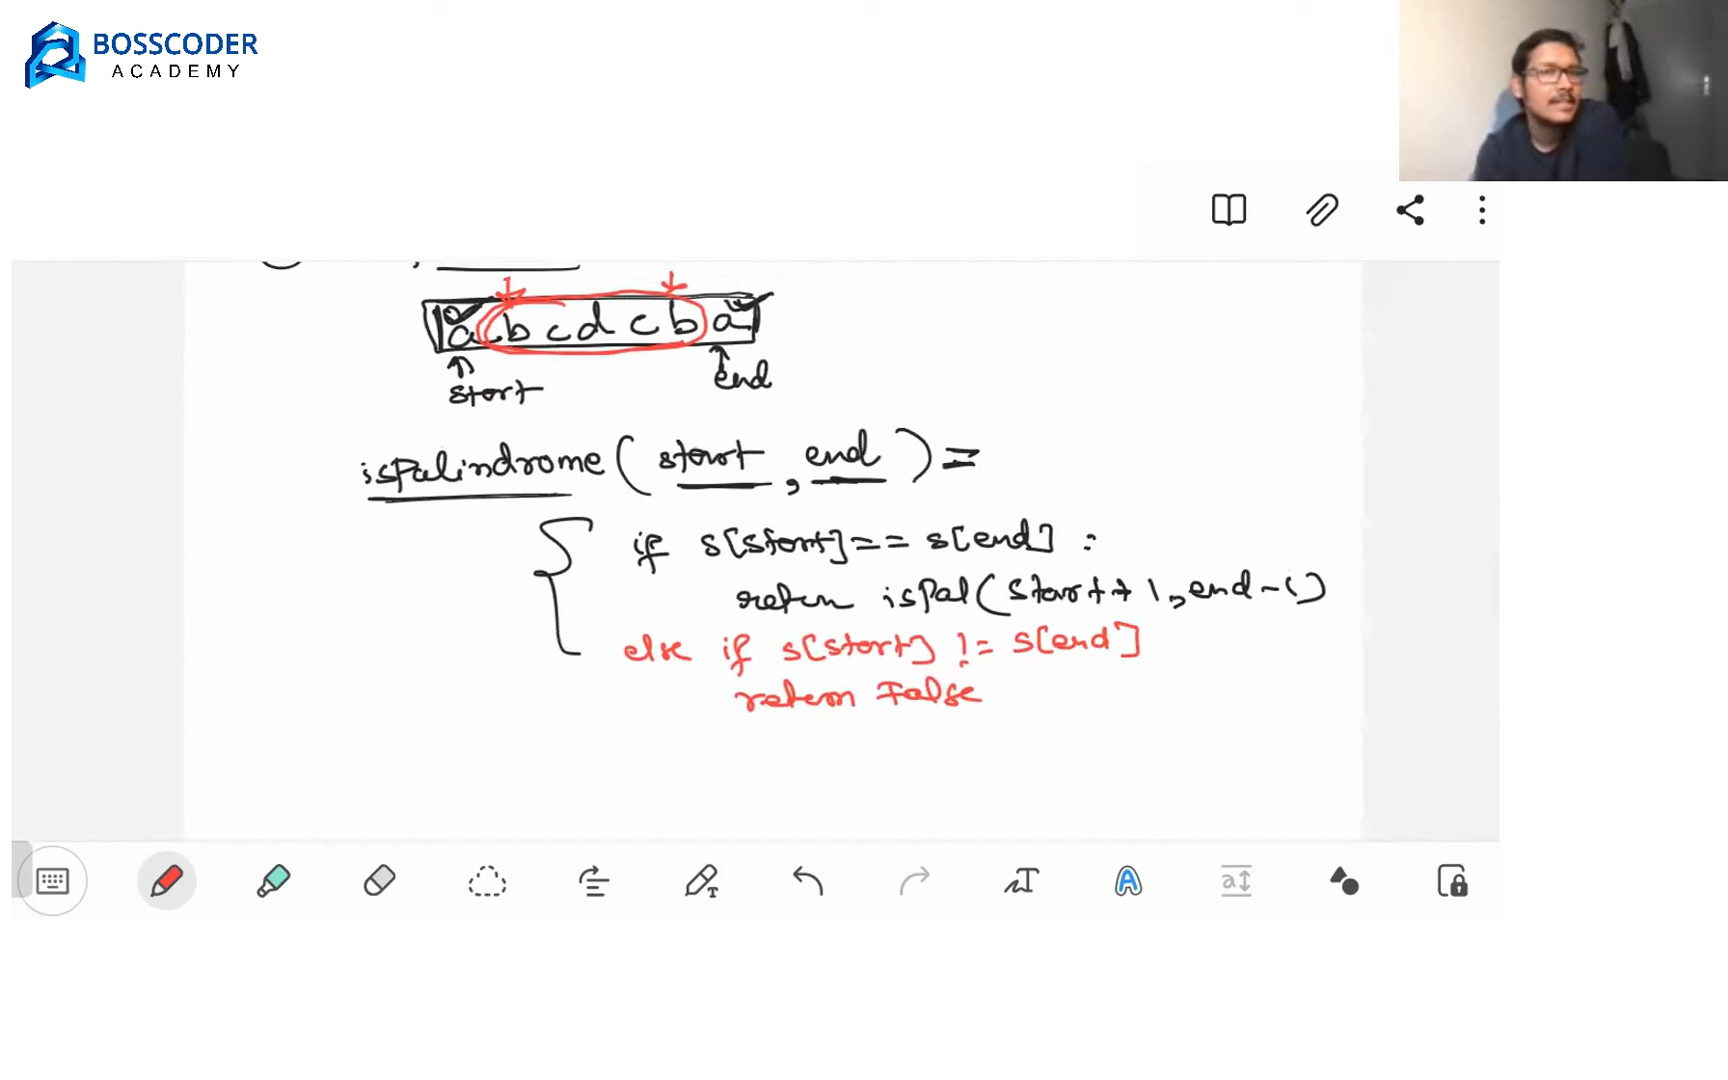 BOSSCODER
ACADEMY
a b c d c b a
start end
isPalindrome (start, end) =
if s[start] == s[end] :
return isPal(start+1, end-1)
else if s[start] != s[end]
return False